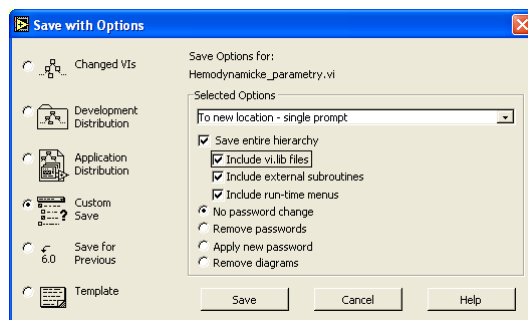 Save with Options
Changed VIs
Development
Distribution
Application
Distribution
Custom
Save
6.0
Save for
Previous
Template
Save Options for:
Hemodynamicke_parametry.vi
Selected Options
To new location - single prompt
Save entire hierarchy
Include vi.lib files
Include external subroutines
Include run-time menus
No password change
Remove passwords
Apply new password
Remove diagrams
Save
Cancel
Help